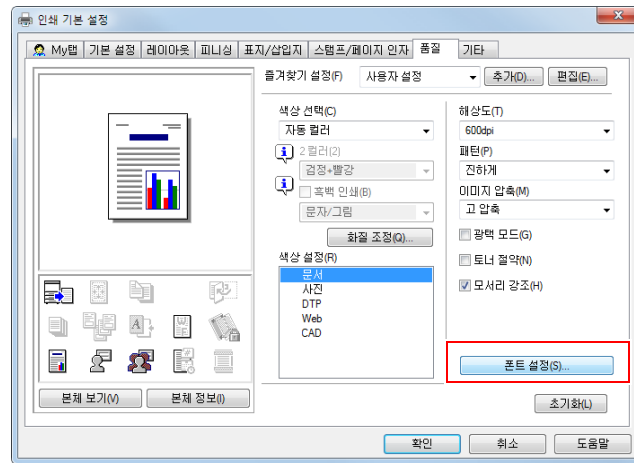 인쇄 기본 설정
My탭 기본 설정 레이아웃 피니싱 표지/삽입지 스탬프/페이지 인자 품질 기타
즐겨찾기 설정(F) 사용자 설정 추가(D)... 편집(E)...
색상 선택(C)
자동 컬러
2 컬러(2)
검정+빨강
흑백 인쇄(B)
문자/그림
화질 조정(Q)...
색상 설정(R)
문서
사진
DTP
Web
CAD
해상도(T)
600dpi
패턴(P)
진하게
이미지 압축(M)
고 압축
광택 모드(G)
토너 절약(N)
모서리 강조(H)
폰트 설정(S)...
본체 보기(V) 본체 정보(I)
초기화(L)
확인 취소 도움말